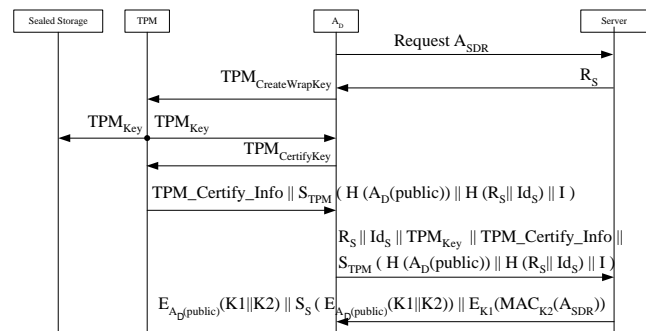 Sealed Storage TPM A_D Server
Request A_SDR
R_S
TPM_CreateWrapKey
TPM_Key TPM_Key
TPM_CertifyKey
TPM_Certify_Info || S_TPM ( H (A_D(public)) || H (R_S|| Id_S) || I )
R_S || Id_S || TPM_Key || TPM_Certify_Info ||
S_TPM ( H (A_D(public)) || H (R_S|| Id_S) || I )
E_A_D(public)(K1||K2) || S_S ( E_A_D(public)(K1||K2)) || E_K1(MAC_K2(A_SDR))